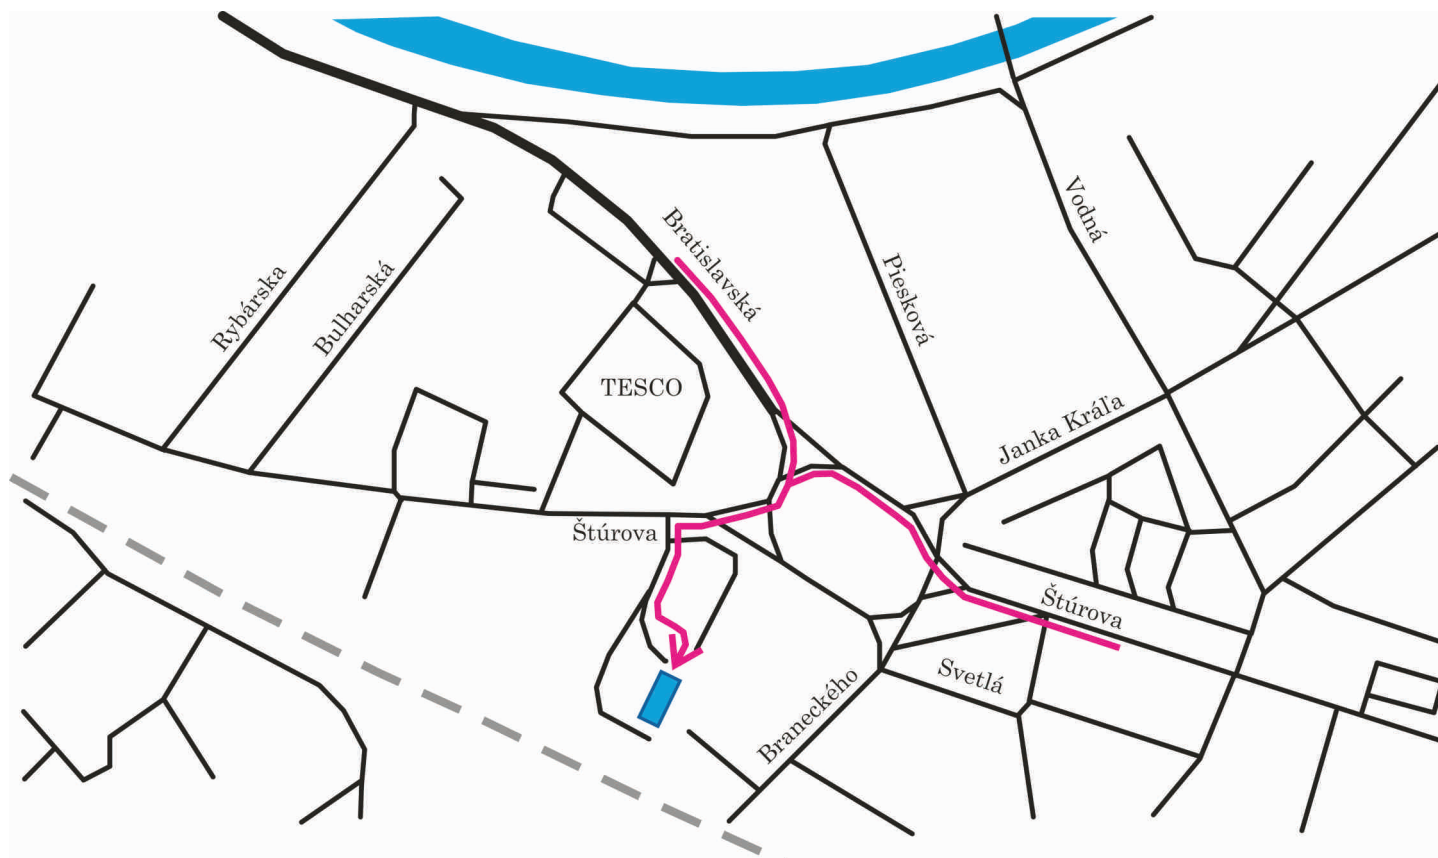 Bratislavská
Vodná
Rybárska
Bulharská
Piesková
TESCO
Janka Kráľa
Štúrova
Štúrova
Svetlá
Braneckého